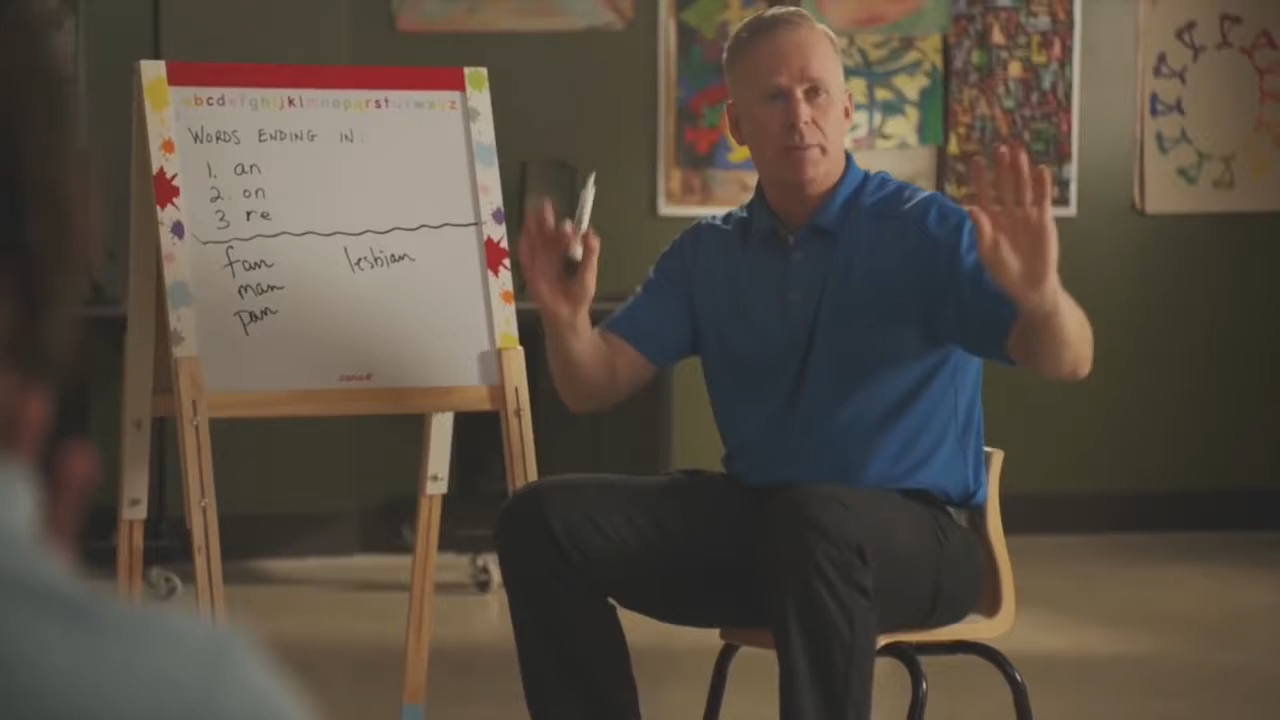 abcdefghijklmnopqrstuvwxyz
WORDS ENDING IN:
1. an
2. on
3 re
fan lesbian
man
pan